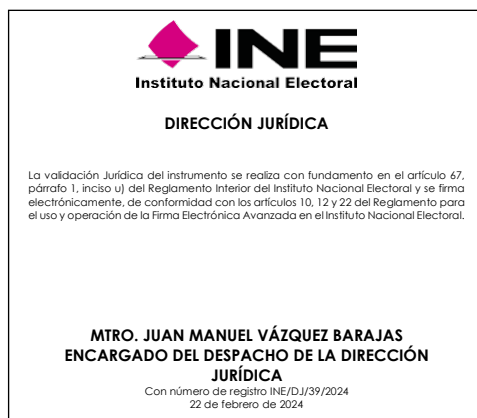 INE
Instituto Nacional Electoral
DIRECCIÓN JURÍDICA
La validación Jurídica del instrumento se realiza con fundamento en el artículo 67,
párrafo 1, inciso u) del Reglamento Interior del Instituto Nacional Electoral y se firma
electrónicamente, de conformidad con los artículos 10, 12 y 22 del Reglamento para
el uso y operación de la Firma Electrónica Avanzada en el Instituto Nacional Electoral.
MTRO. JUAN MANUEL VÁZQUEZ BARAJAS
ENCARGADO DEL DESPACHO DE LA DIRECCIÓN
JURÍDICA
Con número de registro INE/DJ/39/2024
22 de febrero de 2024